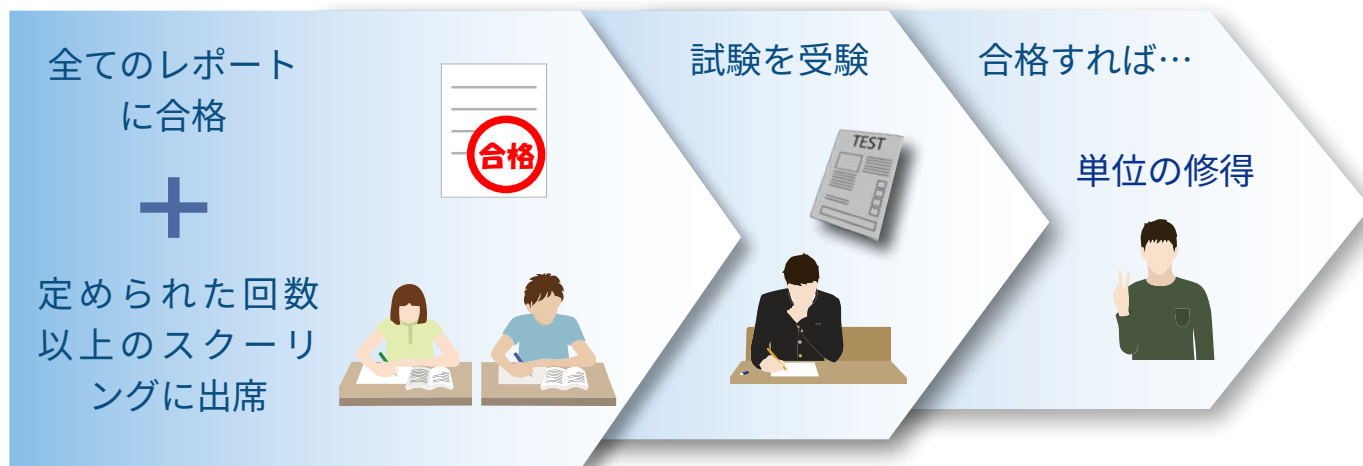 全てのレポート
に合格
合格
+
定められた回数
以上のスクーリ
ングに出席
試験を受験
TEST
合格すれば…
単位の修得